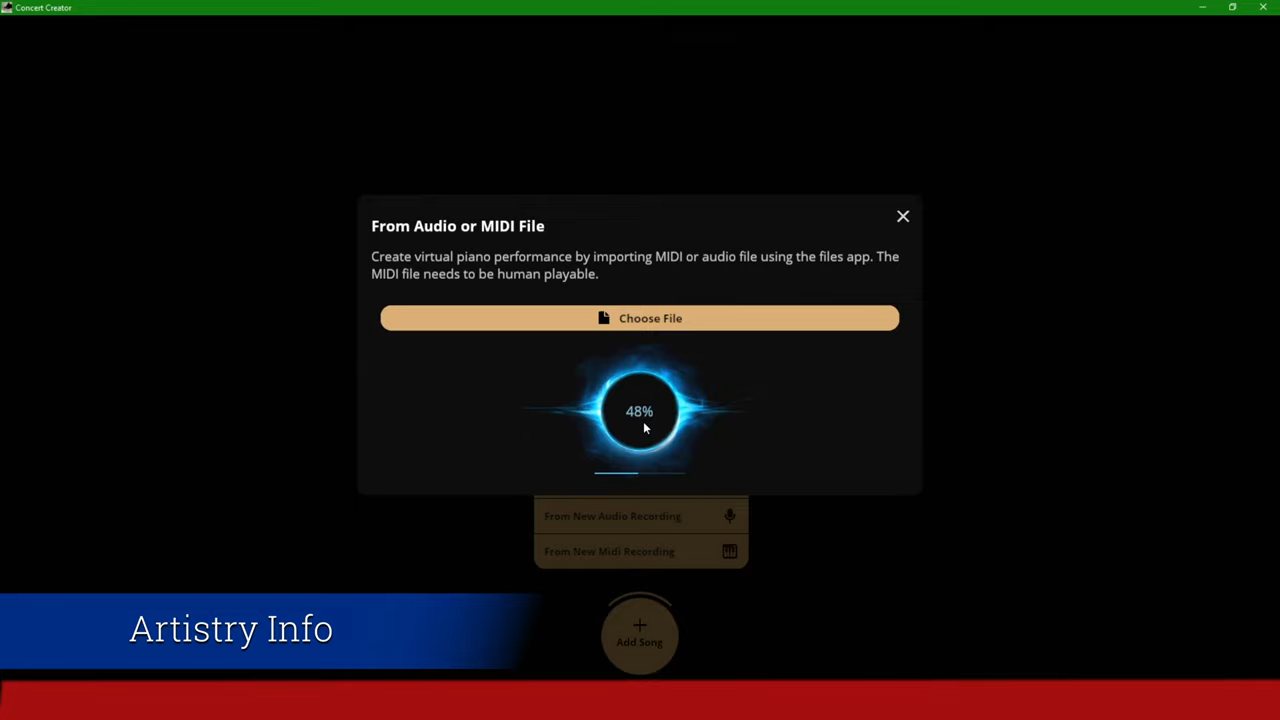 Concert Creator
From Audio or MIDI File
Create virtual piano performance by importing MIDI or audio file using the files app. The
MIDI file needs to be human playable.
Choose File
48%
From New Audio Recording
From New Midi Recording
Add Song
Artistry Info